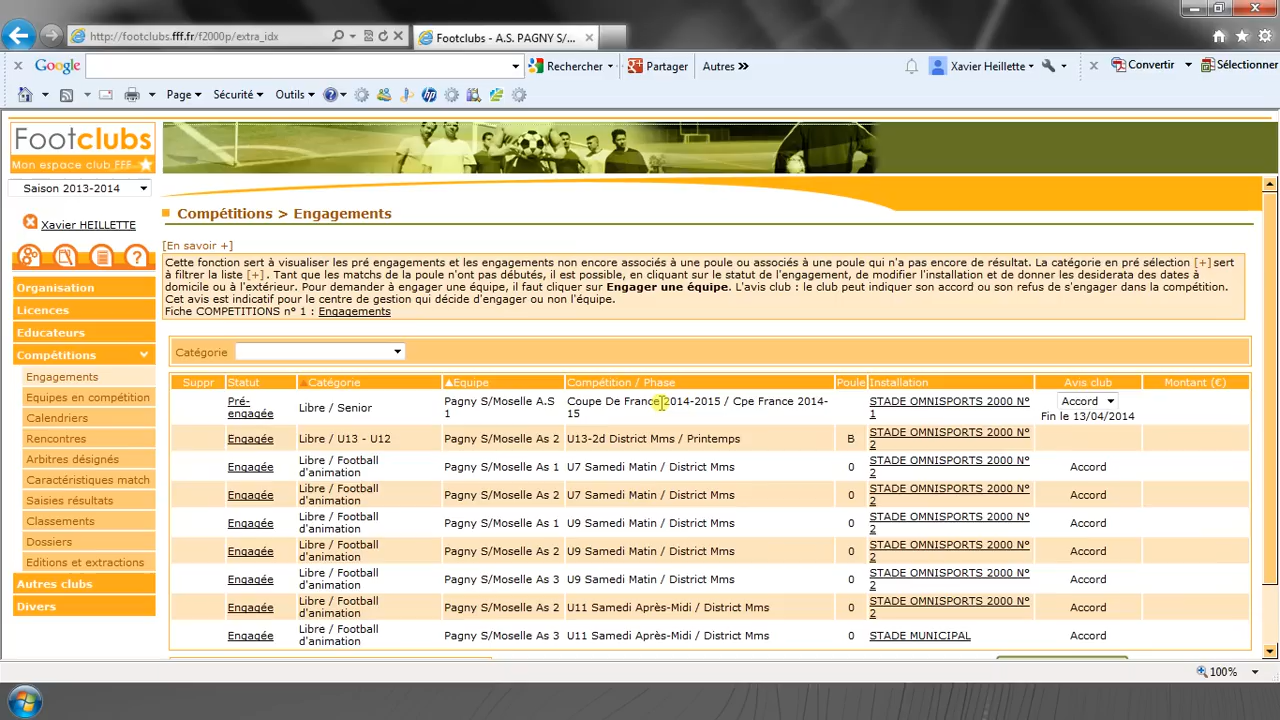 http://footclubs.fff.fr/f2000p/extra_idx
Footclubs - A.S. PAGNY S/...
Google
Rechercher
Partager
Autres »
Xavier Heillette
Convertir
Sélectionner
Page
Sécurité
Outils
Footclubs
Mon espace club FFF
Saison 2013-2014
Xavier HEILLETTE
Organisation
Licences
Educateurs
Compétitions
Engagements
Equipes en compétition
Calendriers
Rencontres
Arbitres désignés
Caractéristiques match
Saisies résultats
Classements
Dossiers
Editions et extractions
Autres clubs
Divers
Compétitions > Engagements
[En savoir +]
Cette fonction sert à visualiser les pré engagements et les engagements non encore associés à une poule ou associés à une poule qui n'a pas encore de résultat. La catégorie en pré sélection [+] sert
à filtrer la liste [+]. Tant que les matchs de la poule n'ont pas débutés, il est possible, en cliquant sur le statut de l'engagement, de modifier l'installation et de donner les desiderata des dates à
domicile ou à l'extérieur. Pour demander à engager une équipe, il faut cliquer sur Engager une équipe. L'avis club : le club peut indiquer son accord ou son refus de s'engager dans la compétition.
Cet avis est indicatif pour le centre de gestion qui décide d'engager ou non l'équipe.
Fiche COMPETITIONS n° 1 : Engagements
Catégorie
Suppr Statut Catégorie Equipe Compétition / Phase Poule Installation Avis club Montant (€)
Pré- Pagny S/Moselle A.S Coupe De France 2014-2015 / Cpe France 2014- STADE OMNISPORTS 2000 N° Accord
engagée Libre / Senior 1 15 1 Fin le 13/04/2014
Engagée Libre / U13 - U12 Pagny S/Moselle As 2 U13-2d District Mms / Printemps B STADE OMNISPORTS 2000 N°
2
Engagée Libre / Football Pagny S/Moselle As 1 U7 Samedi Matin / District Mms 0 STADE OMNISPORTS 2000 N° Accord
d'animation 2
Engagée Libre / Football Pagny S/Moselle As 2 U7 Samedi Matin / District Mms 0 STADE OMNISPORTS 2000 N° Accord
d'animation 2
Engagée Libre / Football Pagny S/Moselle As 1 U9 Samedi Matin / District Mms 0 STADE OMNISPORTS 2000 N° Accord
d'animation 2
Engagée Libre / Football Pagny S/Moselle As 2 U9 Samedi Matin / District Mms 0 STADE OMNISPORTS 2000 N° Accord
d'animation 2
Engagée Libre / Football Pagny S/Moselle As 3 U9 Samedi Matin / District Mms 0 STADE OMNISPORTS 2000 N° Accord
d'animation 2
Engagée Libre / Football Pagny S/Moselle As 2 U11 Samedi Après-Midi / District Mms 0 STADE OMNISPORTS 2000 N° Accord
d'animation 2
Engagée Libre / Football Pagny S/Moselle As 3 U11 Samedi Après-Midi / District Mms 0 STADE MUNICIPAL Accord
d'animation
100%